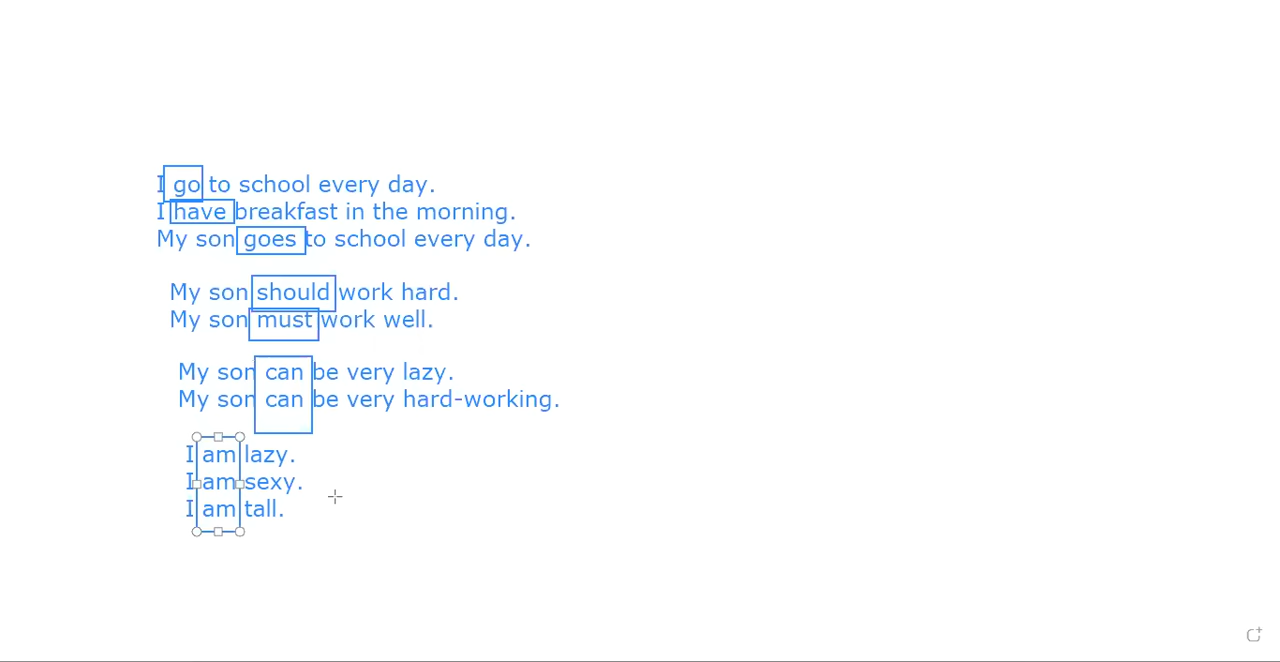 I go to school every day.
I have breakfast in the morning.
My son goes to school every day.
My son should work hard.
My son must work well.
My son can be very lazy.
My son can be very hard-working.
I am lazy.
I am sexy.
I am tall.